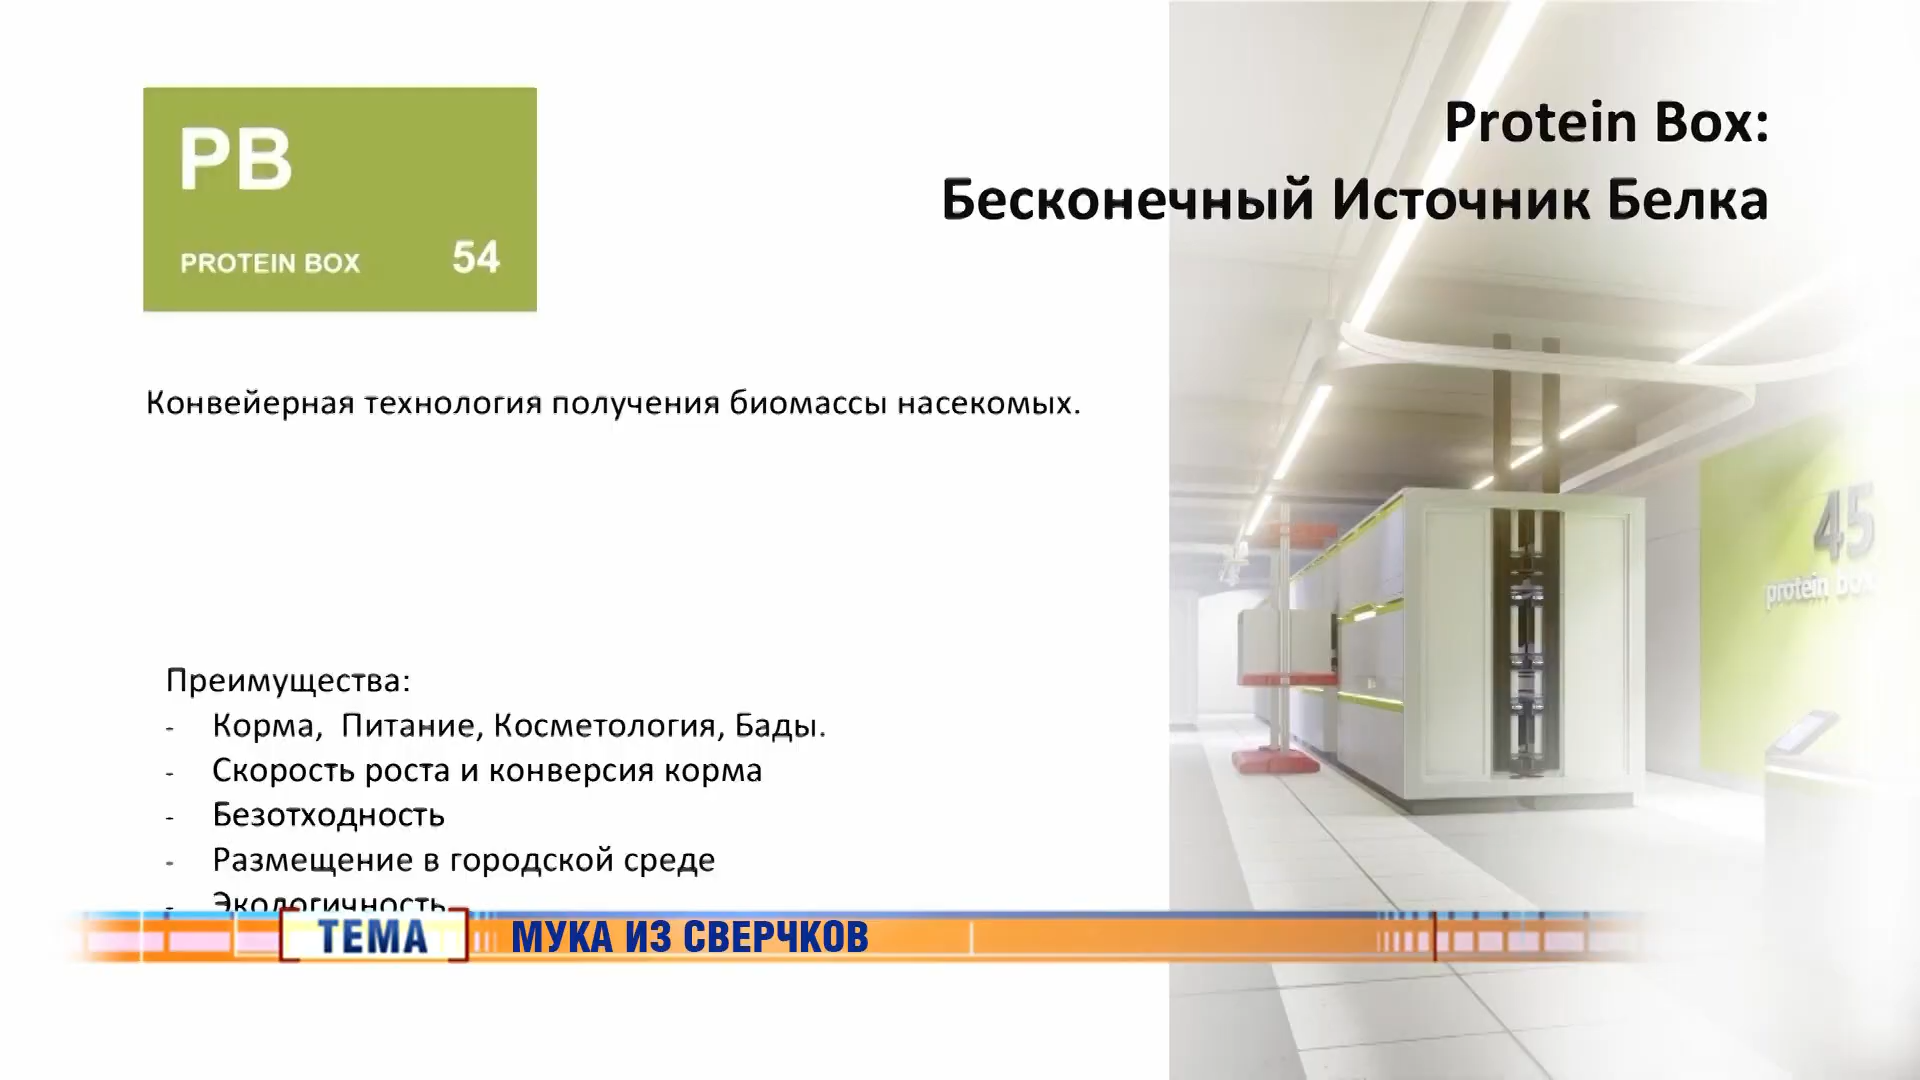 PB
PROTEIN BOX 54
Protein Box:
Бесконечный Источник Белка
Конвейерная технология получения биомассы насекомых.
45
protein box
Преимущества:
- Корма, Питание, Косметология, Бады.
- Скорость роста и конверсия корма
- Безотходность
- Размещение в городской среде
- Экологичность
ТЕМА МУКА ИЗ СВЕРЧКОВ